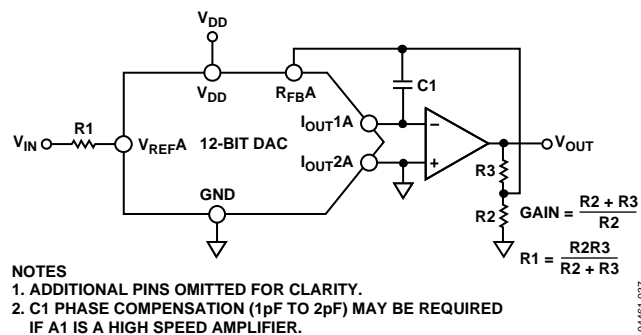 VDD
VDD
RFBA
C1
IOUT1A
R1
VIN
VREFA
12-BIT DAC
IOUT2A
VOUT
R3
GND
R2
GAIN = R2 + R3
R2
R1 = R2R3
R2 + R3
NOTES
1. ADDITIONAL PINS OMITTED FOR CLARITY.
2. C1 PHASE COMPENSATION (1pF TO 2pF) MAY BE REQUIRED
IF A1 IS A HIGH SPEED AMPLIFIER.